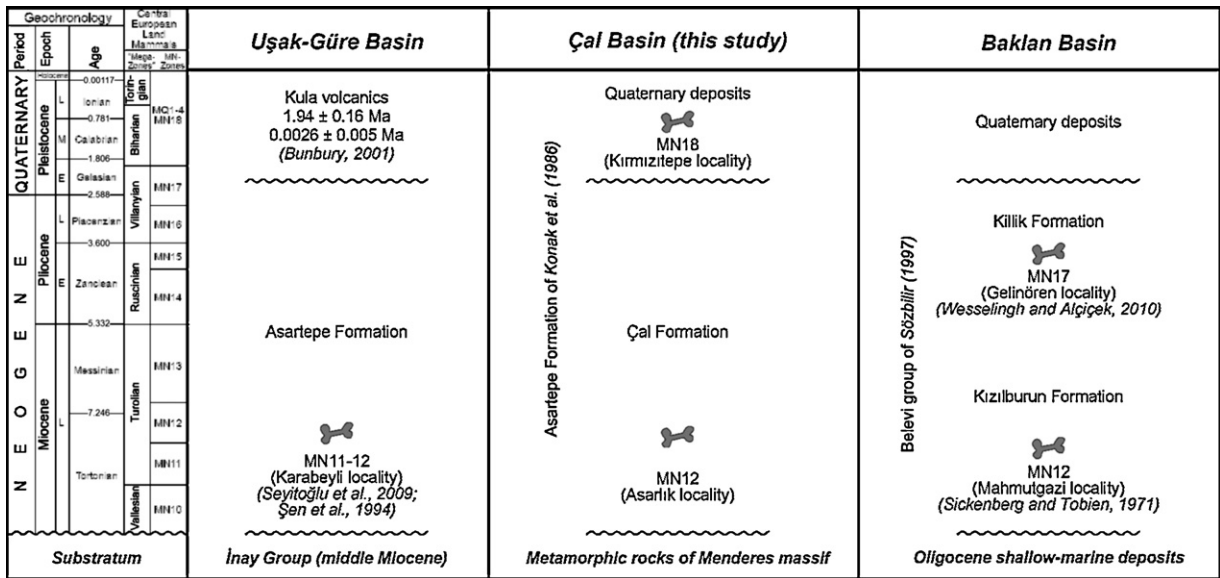 Geochronology
Central European Land Mammals
Period
Epoch
Age
"Mega-Zones"
MN-Zones
Uşak-Güre Basin
Çal Basin (this study)
Baklan Basin
QUATERNARY
NEOGENE
Holocene
Pleistocene
Pliocene
Miocene
L
M
E
L
E
L
0.00117
Ionian
0.781
Calabrian
1.806
Gelasian
2.588
Piacenzian
3.600
Zanclean
5.332
Messinian
7.246
Tortonian
Toringian
Biharian
Villanyian
Ruscinian
Turolian
Vallesian
MQ1-4
MN18
MN17
MN16
MN15
MN14
MN13
MN12
MN11
MN10
Kula volcanics
1.94 ± 0.16 Ma
0.0026 ± 0.005 Ma
(Bunbury, 2001)
Asartepe Formation
MN11-12
(Karabeyli locality)
(Seyitoğlu et al., 2009;
Şen et al., 1994)
Asartepe Formation of Konak et al. (1986)
Quaternary deposits
MN18
(Kırmızıtepe locality)
Çal Formation
MN12
(Asarlık locality)
Belevi group of Sözbilir (1997)
Quaternary deposits
Killik Formation
MN17
(Gelinören locality)
(Wesselingh and Alçiçek, 2010)
Kızılburun Formation
MN12
(Mahmutgazi locality)
(Sickenberg and Tobien, 1971)
Substratum
İnay Group (middle Miocene)
Metamorphic rocks of Menderes massif
Oligocene shallow-marine deposits